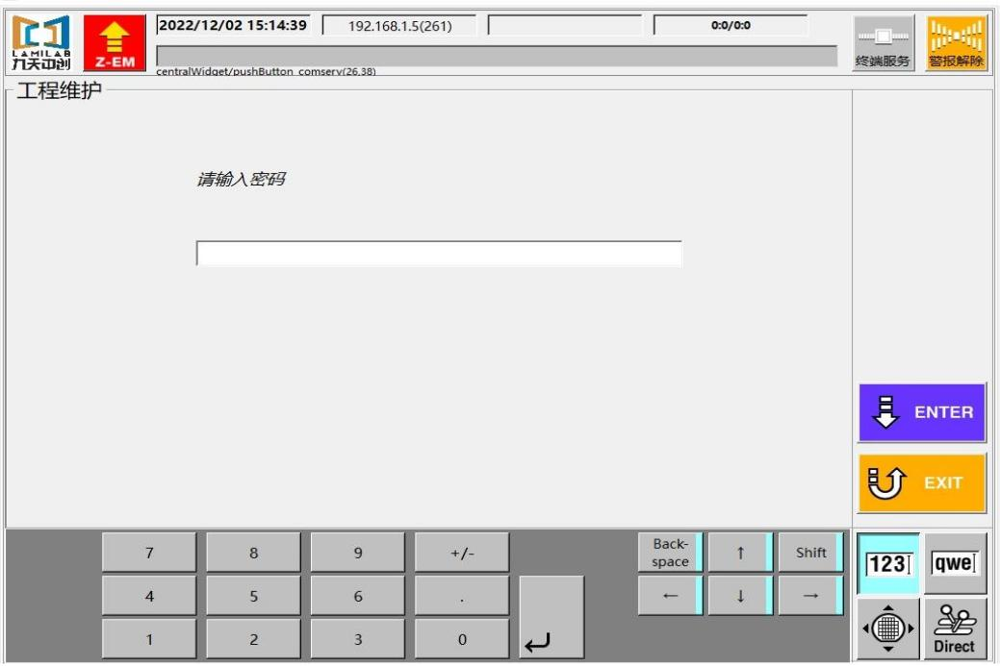 LAMILAB
九天中创
Z-EM
2022/12/02 15:14:39
192.168.1.5(261)
0:0/0:0
centralWidget/pushButton_comserv(26,38)
终端服务
警报解除
工程维护
请输入密码
ENTER
EXIT
7 8 9 +/- Back-space ↑ Shift
4 5 6 . ← ↓ →
1 2 3 0
123 qwe
Direct